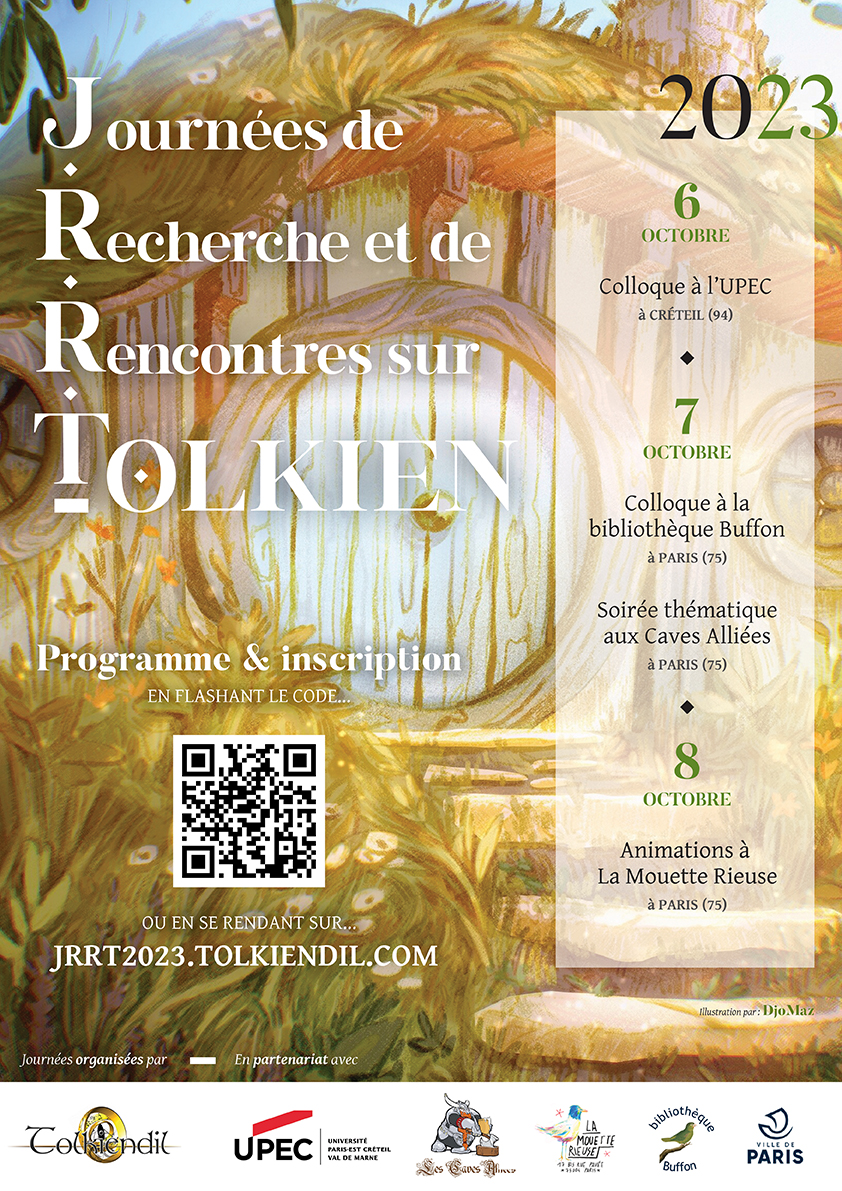 Journées de
Recherche et de
Rencontres sur
TOLKIEN
2023
6
OCTOBRE
Colloque à l'UPEC
à CRÉTEIL (94)
7
OCTOBRE
Colloque à la
bibliothèque Buffon
à PARIS (75)
Soirée thématique
aux Caves Alliées
à PARIS (75)
8
OCTOBRE
Animations à
La Mouette Rieuse
à PARIS (75)
Programme & inscription
EN FLASHANT LE CODE...
OU EN SE RENDANT SUR...
JRRT2023.TOLKIENDIL.COM
Illustration par : DjoMaz
Journées organisées par
En partenariat avec
Tolkiendil
UPEC
UNIVERSITÉ
PARIS-EST CRÉTEIL
VAL DE MARNE
Les Caves Alliées
LA
MOUETTE
RIEUSE
bibliothèque
Buffon
VILLE DE
PARIS